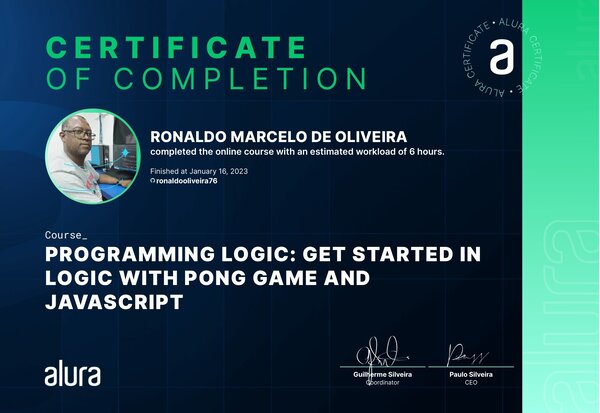 CERTIFICATE
OF COMPLETION
ALURA CERTIFICATE • ALURA CERTIFICATE •
a
RONALDO MARCELO DE OLIVEIRA
completed the online course with an estimated workload of 6 hours.
Finished at January 16, 2023
ronaldooliveira76
Course_
PROGRAMMING LOGIC: GET STARTED IN
LOGIC WITH PONG GAME AND
JAVASCRIPT
alura
Guilherme Silveira
Coordinator
Paulo Silveira
CEO
alura